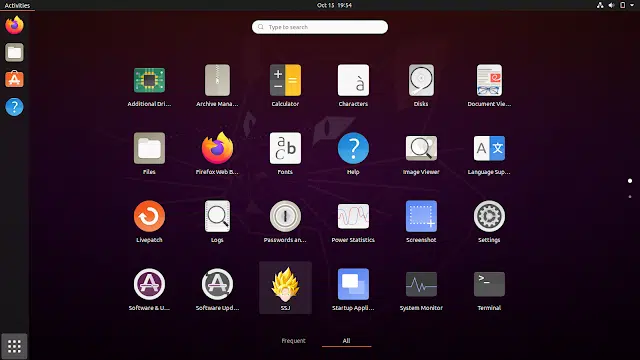 Activities
Oct 15 19:54
Type to search
Additional Dri...
Archive Mana...
Calculator
Characters
Disks
Document Vie...
Files
Firefox Web B...
Fonts
Help
Image Viewer
Language Sup...
Livepatch
Logs
Passwords an...
Power Statistics
Screenshot
Settings
Software & U...
Software Upd...
SSJ
Startup Appli...
System Monitor
Terminal
Frequent
All